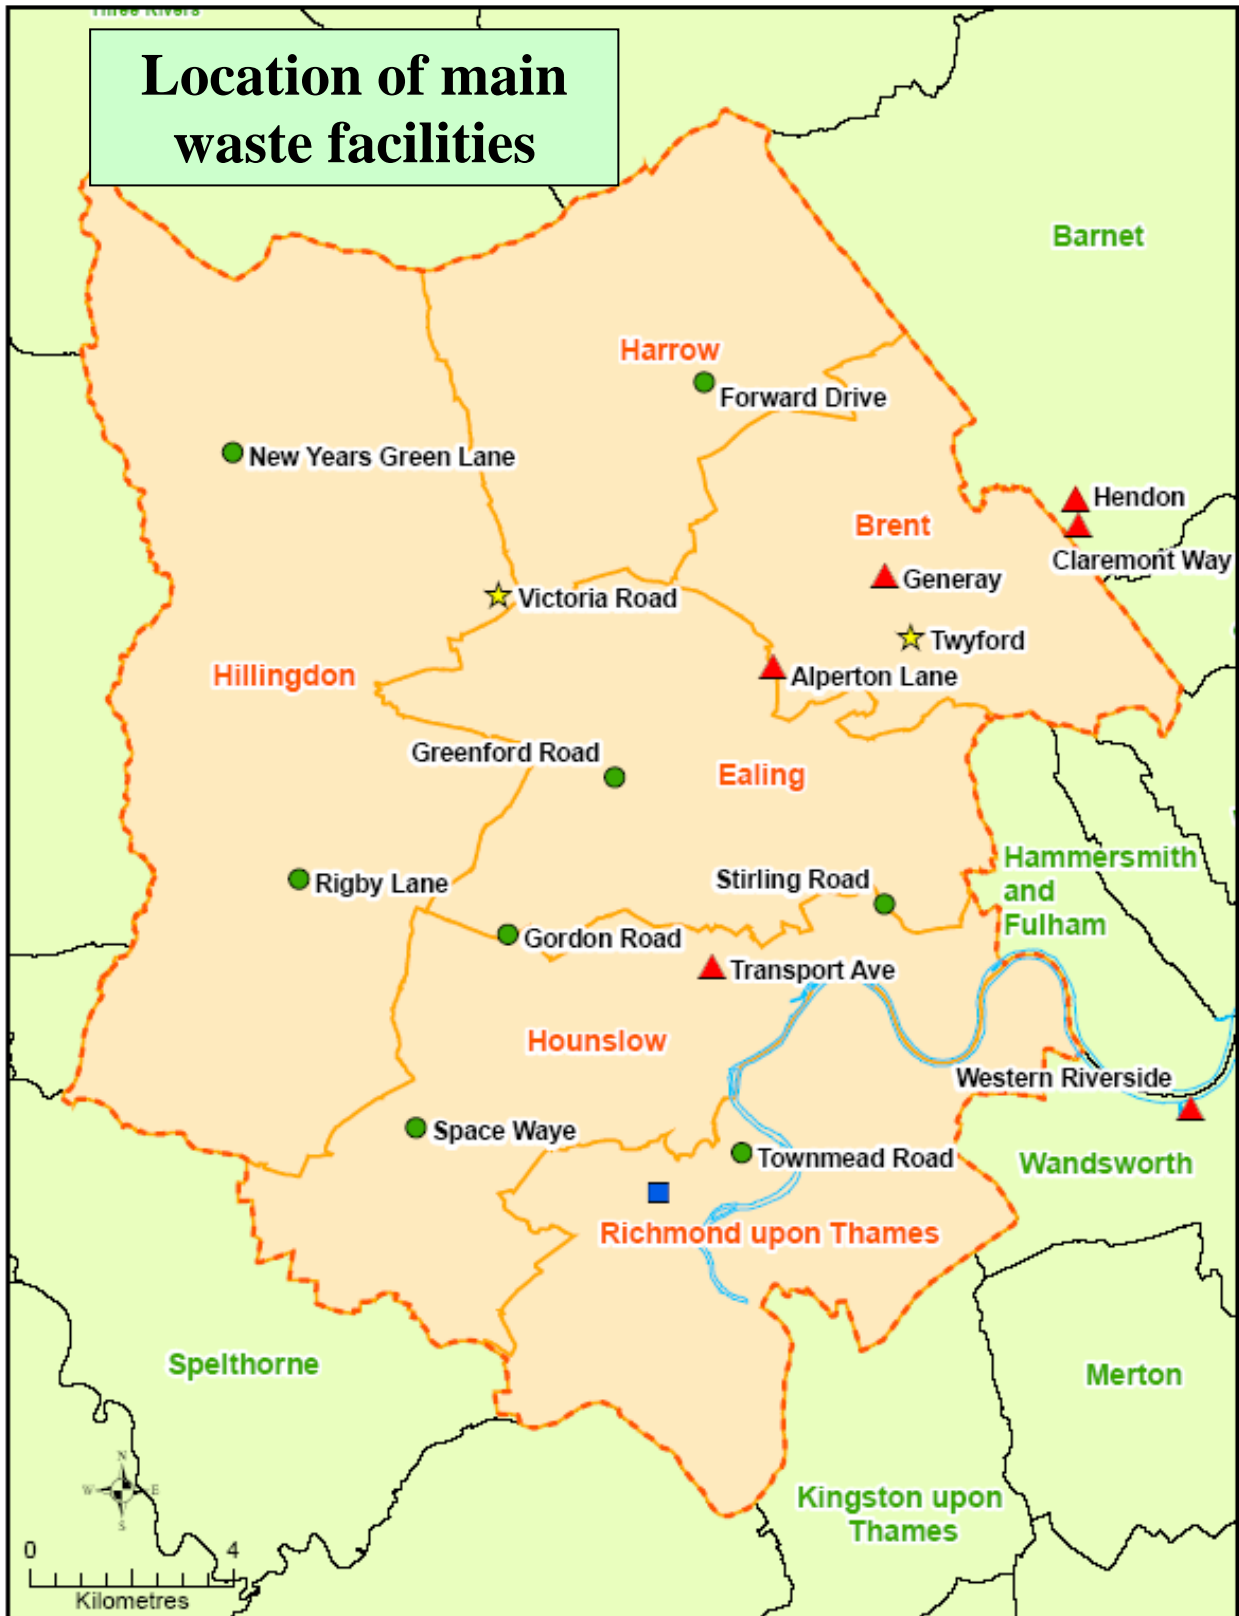 Three Rivers
Location of main
waste facilities
Barnet
Harrow
Forward Drive
New Years Green Lane
Hendon
Brent
Claremont Way
Generay
Victoria Road
Twyford
Hillingdon
Alperton Lane
Greenford Road
Ealing
Hammersmith
and
Fulham
Stirling Road
Rigby Lane
Gordon Road
Transport Ave
Hounslow
Western Riverside
Space Waye
Townmead Road
Wandsworth
Richmond upon Thames
Spelthorne
Merton
N
W
E
S
Kingston upon
Thames
0 4
Kilometres